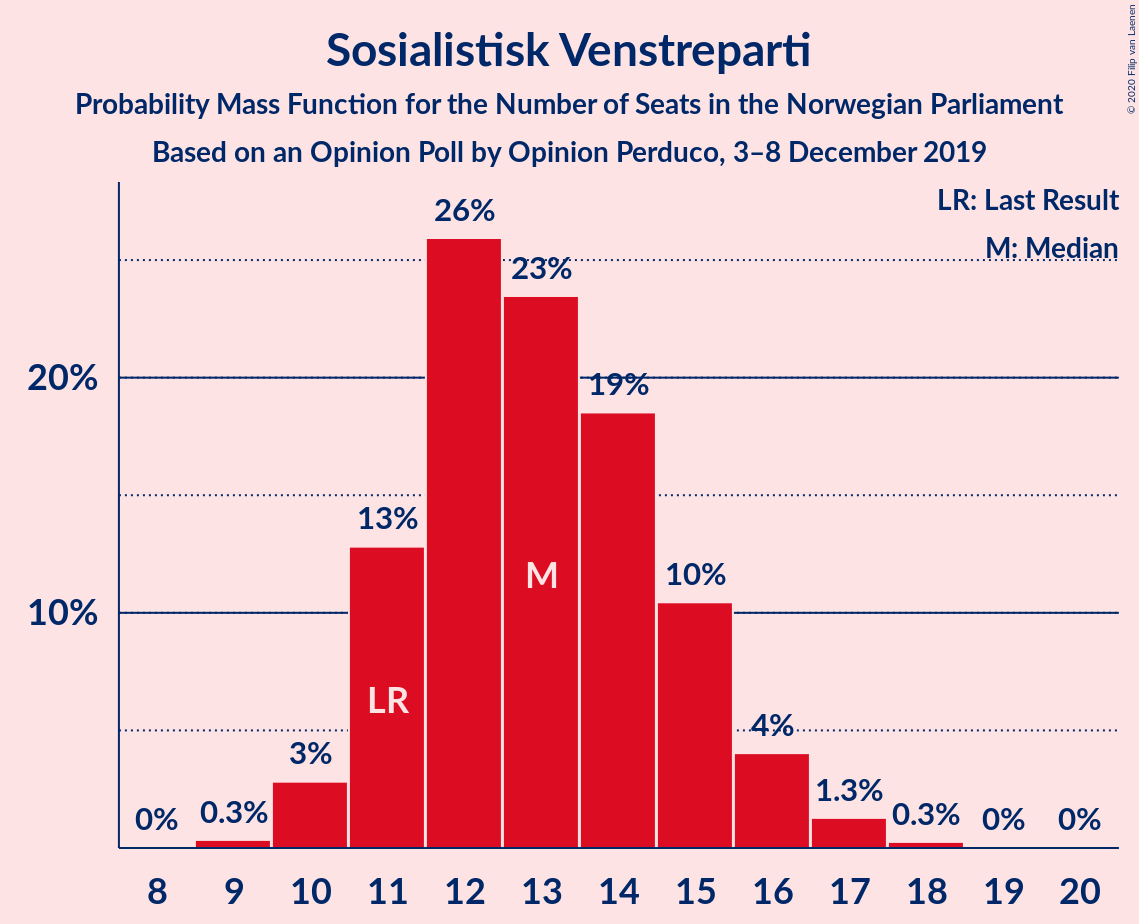 Sosialistisk Venstreparti
Probability Mass Function for the Number of Seats in the Norwegian Parliament
Based on an Opinion Poll by Opinion Perduco, 3–8 December 2019
© 2020 Filip van Laenen
LR: Last Result
M: Median
20%
10%
0%
0.3%
3%
13%
26%
23%
19%
10%
4%
1.3%
0.3%
0%
0%
LR
M
8 9 10 11 12 13 14 15 16 17 18 19 20